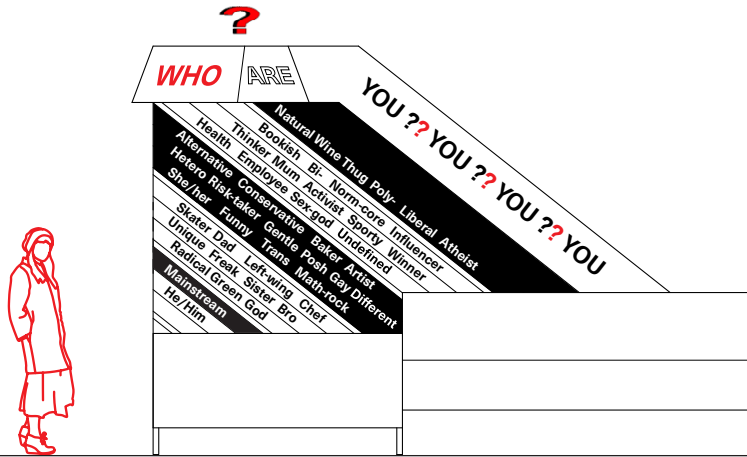 ?
WHO ARE
YOU ?? YOU ?? YOU ?? YOU
Natural Wine Thug Poly- Liberal Atheist
Bookish Bi- Norm-core Influencer
Thinker Mum Activist Sporty Winner
Health Employee Sex-god Undefined
Alternative Conservative Baker Artist
Hetero Risk-taker Gentle Posh Gay Different
She/her Funny Trans Math-rock
Skater Dad Left-wing Chef
Unique Freak Sister Bro
Radical Green God
Mainstream
He/Him